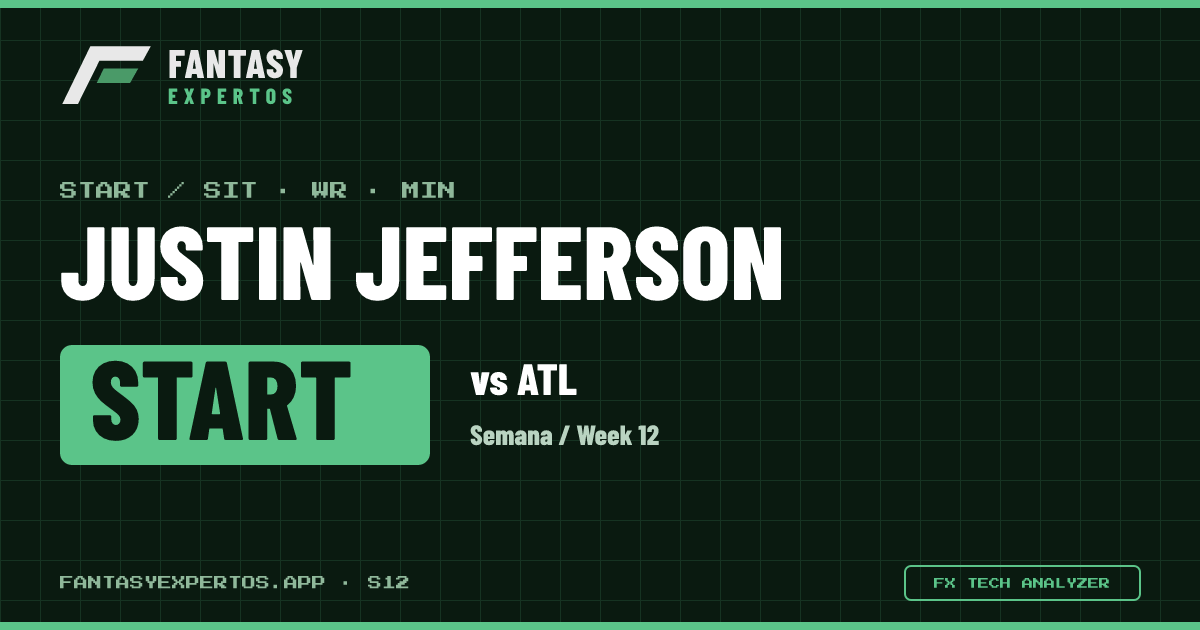 FANTASY
EXPERTOS
START / SIT · WR · MIN
JUSTIN JEFFERSON
START
vs ATL
Semana / Week 12
FANTASYEXPERTOS.APP · S12
FX TECH ANALYZER